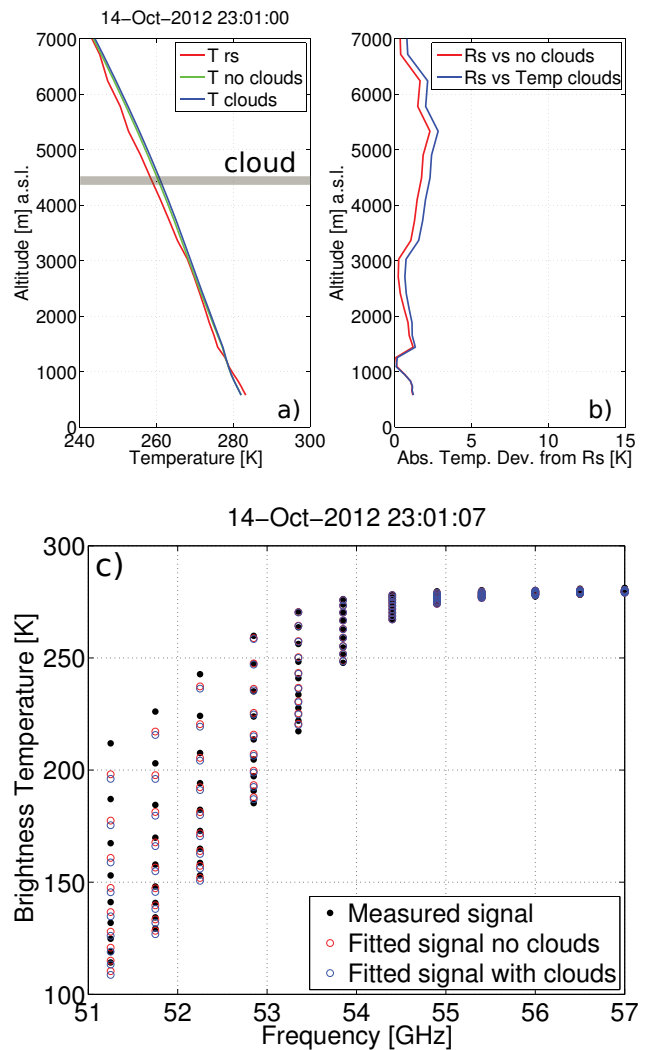 14−Oct−2012 23:01:00
7000
6000
5000
4000
3000
2000
1000
0
240 260 280 300
Altitude [m] a.s.l.
Temperature [K]
T rs
T no clouds
T clouds
cloud
a)
7000
6000
5000
4000
3000
2000
1000
0
0 5 10 15
Altitude [m] a.s.l.
Abs. Temp. Dev. from Rs [K]
Rs vs no clouds
Rs vs Temp clouds
b)
14−Oct−2012 23:01:07
c)
300
250
200
150
100
51 52 53 54 55 56 57
Brightness Temperature [K]
Frequency [GHz]
Measured signal
Fitted signal no clouds
Fitted signal with clouds